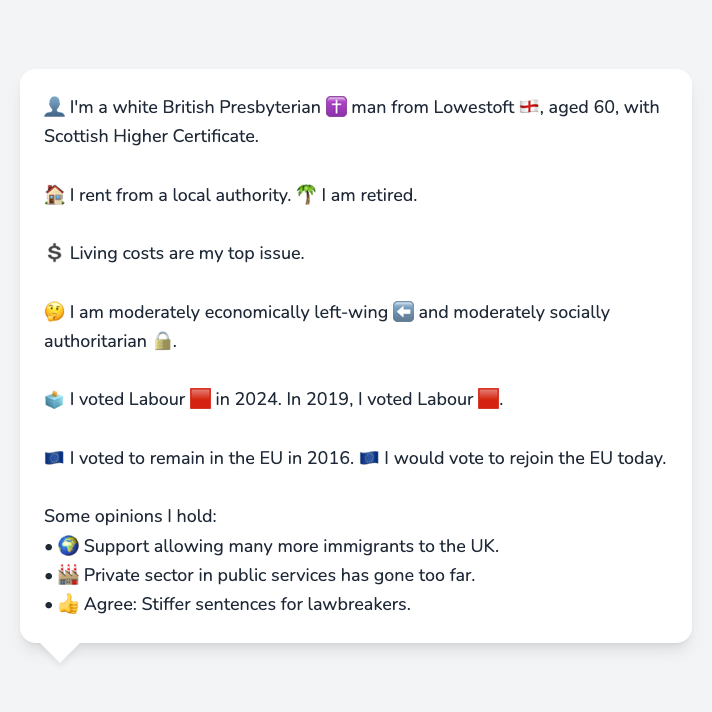 👤 I'm a white British Presbyterian ✝️ man from Lowestoft 🏴󠁧󠁢󠁥󠁮󠁧󠁿, aged 60, with
Scottish Higher Certificate.
🏠 I rent from a local authority. 🌴 I am retired.
💲 Living costs are my top issue.
🤔 I am moderately economically left-wing ⬅️ and moderately socially
authoritarian 🔒.
🗳️ I voted Labour 🟥 in 2024. In 2019, I voted Labour 🟥.
🇪🇺 I voted to remain in the EU in 2016. 🇪🇺 I would vote to rejoin the EU today.
Some opinions I hold:
• 🌍 Support allowing many more immigrants to the UK.
• 🏭 Private sector in public services has gone too far.
• 👍 Agree: Stiffer sentences for lawbreakers.